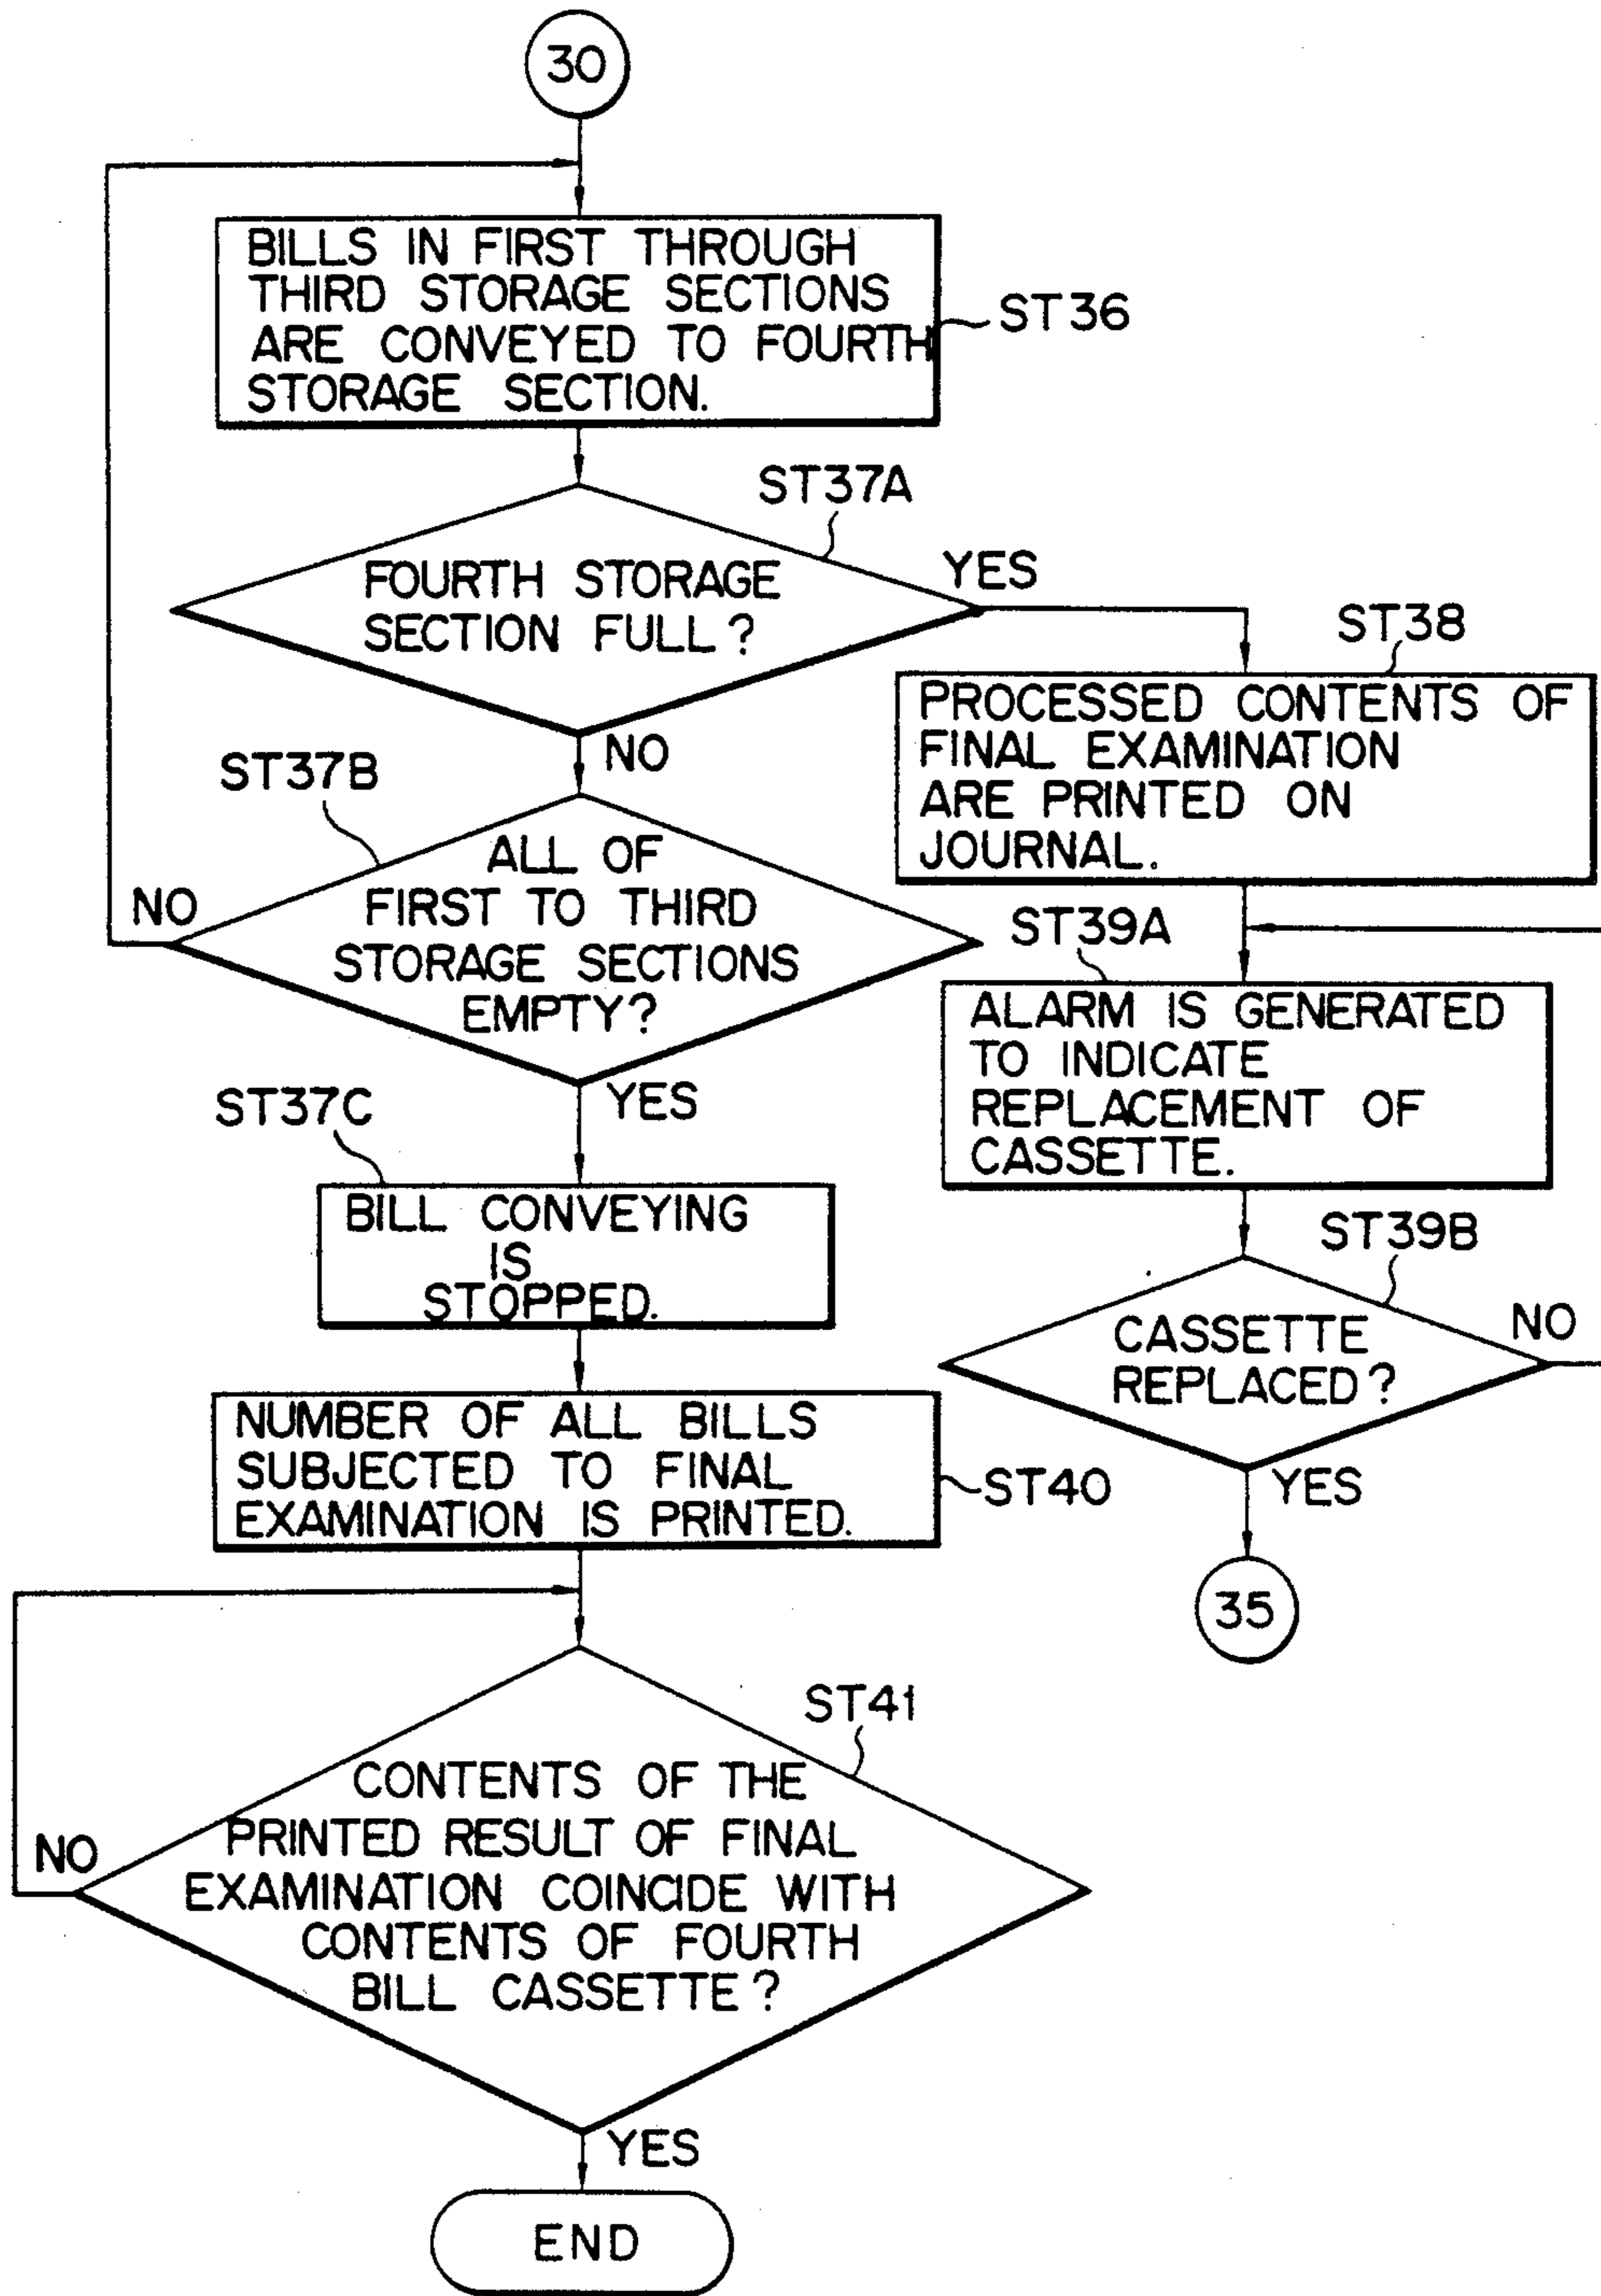 30
BILLS IN FIRST THROUGH
THIRD STORAGE SECTIONS
ARE CONVEYED TO FOURTH
STORAGE SECTION.
ST36
ST37A
FOURTH STORAGE
SECTION FULL?
YES
NO
ST38
PROCESSED CONTENTS OF
FINAL EXAMINATION
ARE PRINTED ON
JOURNAL.
ST37B
ALL OF
FIRST TO THIRD
STORAGE SECTIONS
EMPTY?
NO
YES
ST39A
ALARM IS GENERATED
TO INDICATE
REPLACEMENT OF
CASSETTE.
ST37C
BILL CONVEYING
IS
STOPPED.
ST39B
CASSETTE
REPLACED?
NO
YES
35
NUMBER OF ALL BILLS
SUBJECTED TO FINAL
EXAMINATION IS PRINTED.
ST40
ST41
CONTENTS OF THE
PRINTED RESULT OF FINAL
EXAMINATION COINCIDE WITH
CONTENTS OF FOURTH
BILL CASSETTE?
NO
YES
END